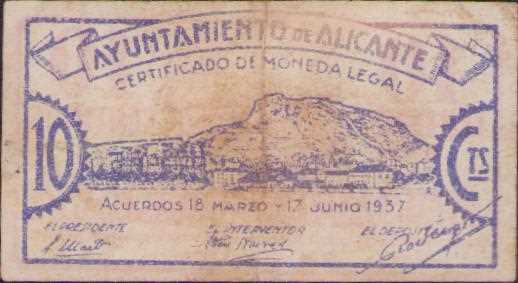 AYUNTAMIENTO DE ALICANTE
CERTIFICADO DE MONEDA LEGAL
10 CTS
ACUERDOS 18 MARZO Y 17 JUNIO 1937
EL PRESIDENTE EL INTERVENTOR EL DEPOSITARIO